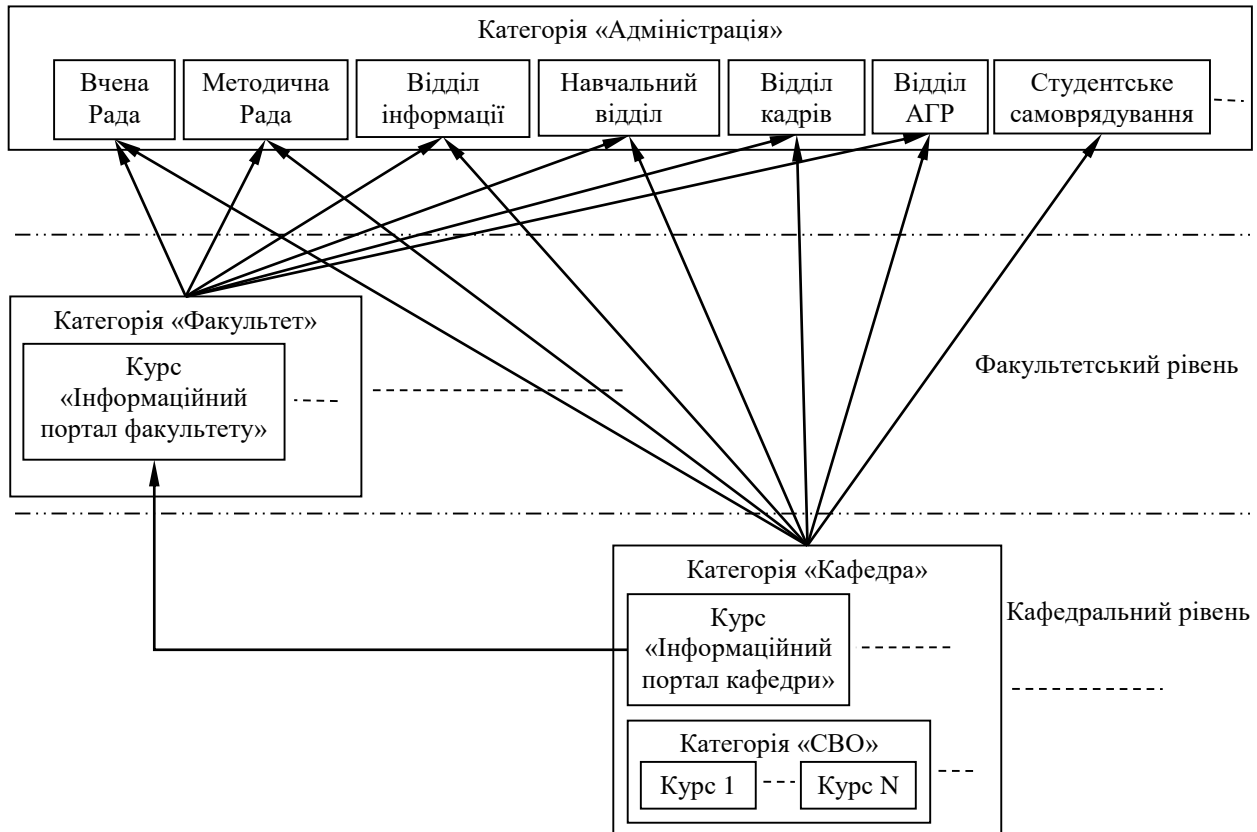 Категорія «Адміністрація»
Вчена
Рада
Методична
Рада
Відділ
інформації
Навчальний
відділ
Відділ
кадрів
Відділ
АГР
Студентське
самоврядування
Категорія «Факультет»
Курс
«Інформаційний
портал факультету»
Факультетський рівень
Категорія «Кафедра»
Курс
«Інформаційний
портал кафедри»
Кафедральний рівень
Категорія «СВО»
Курс 1
Курс N